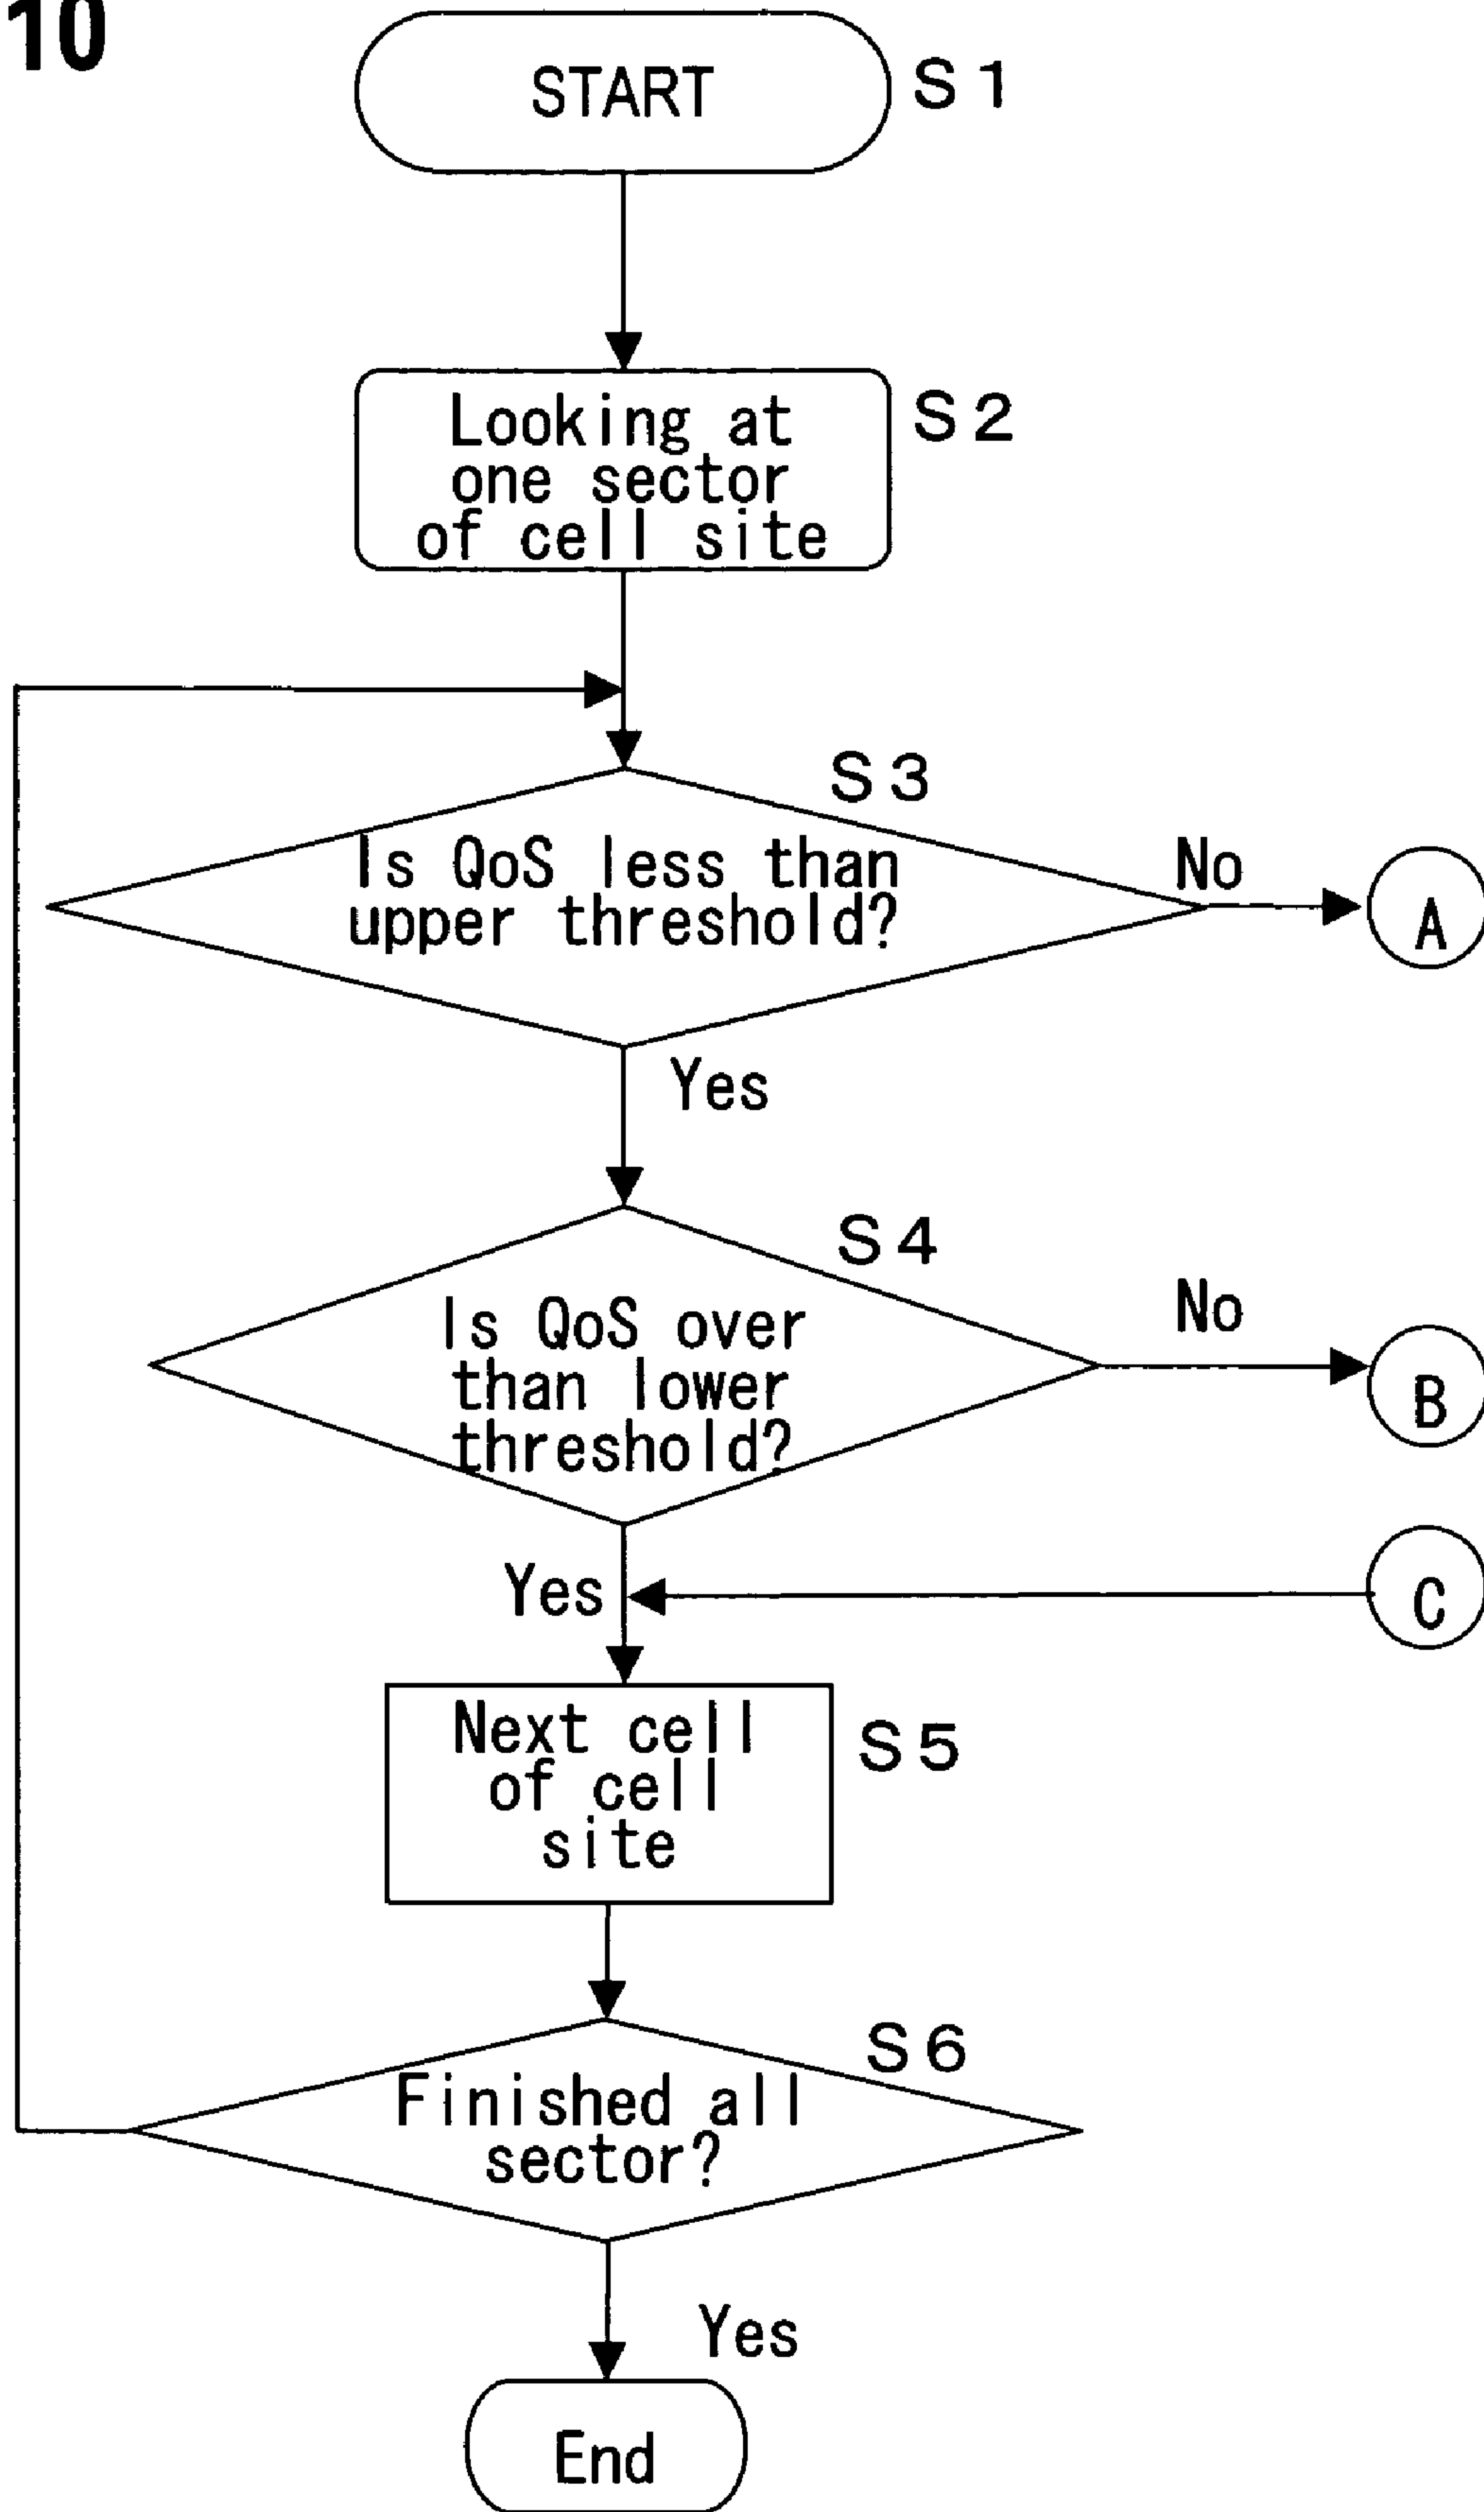 10
START
S1
Looking at
one sector
of cell site
S2
S3
Is QoS less than
upper threshold?
No
A
Yes
S4
Is QoS over
than lower
threshold?
No
B
Yes
C
Next cell
of cell
site
S5
S6
Finished all
sector?
Yes
End